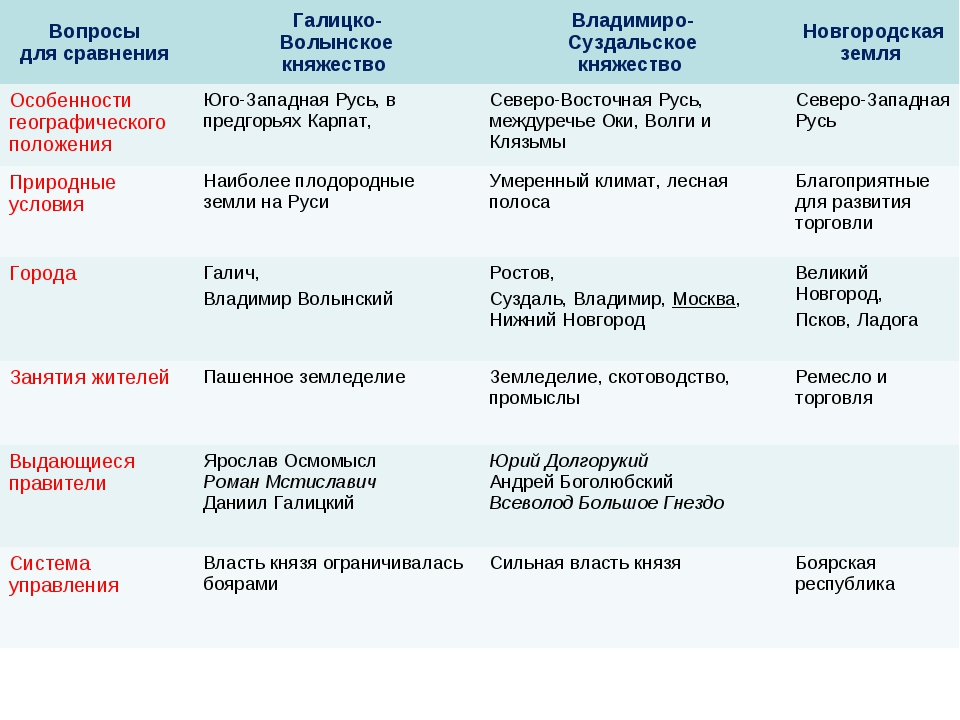 Вопросы
для сравнения
Галицко-
Волынское
княжество
Владимиро-
Суздальское
княжество
Новгородская
земля
Особенности
географического
положения
Юго-Западная Русь, в
предгорьях Карпат,
Северо-Восточная Русь,
междуречье Оки, Волги и
Клязьмы
Северо-Западная
Русь
Природные
условия
Наиболее плодородные
земли на Руси
Умеренный климат, лесная
полоса
Благоприятные
для развития
торговли
Города
Галич,
Владимир Волынский
Ростов,
Суздаль, Владимир, Москва,
Нижний Новгород
Великий
Новгород,
Псков, Ладога
Занятия жителей
Пашенное земледелие
Земледелие, скотоводство,
промыслы
Ремесло и
торговля
Выдающиеся
правители
Ярослав Осмомысл
Роман Мстиславич
Даниил Галицкий
Юрий Долгорукий
Андрей Боголюбский
Всеволод Большое Гнездо
Система
управления
Власть князя ограничивалась
боярами
Сильная власть князя
Боярская
республика